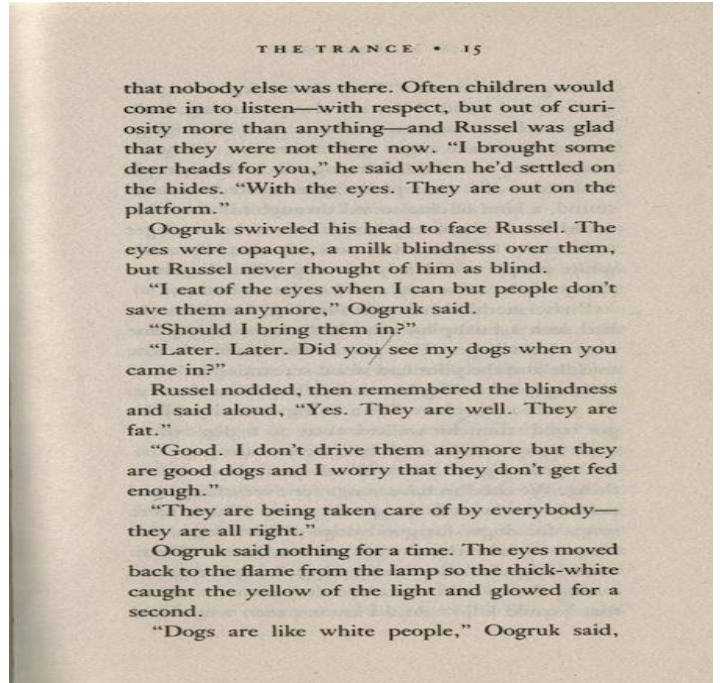 THE TRANCE • 15
that nobody else was there. Often children would
come in to listen—with respect, but out of curi-
osity more than anything—and Russel was glad
that they were not there now. “I brought some
deer heads for you,” he said when he’d settled on
the hides. “With the eyes. They are out on the
platform.”
Oogruk swiveled his head to face Russel. The
eyes were opaque, a milk blindness over them,
but Russel never thought of him as blind.
“I eat of the eyes when I can but people don’t
save them anymore,” Oogruk said.
“Should I bring them in?”
“Later. Later. Did you see my dogs when you
came in?”
Russel nodded, then remembered the blindness
and said aloud, “Yes. They are well. They are
fat.”
“Good. I don’t drive them anymore but they
are good dogs and I worry that they don’t get fed
enough.”
“They are being taken care of by everybody—
they are all right.”
Oogruk said nothing for a time. The eyes moved
back to the flame from the lamp so the thick-white
caught the yellow of the light and glowed for a
second.
“Dogs are like white people,” Oogruk said,